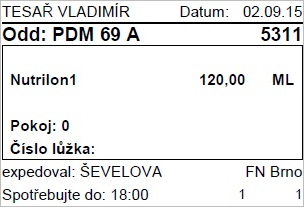 TESAŘ VLADIMÍR Datum: 02.09.15
Odd: PDM 69 A 5311
Nutrilon1 120,00 ML
Pokoj: 0
Číslo lůžka:
expedoval: ŠEVELOVA FN Brno
Spotřebujte do: 18:00 1 1